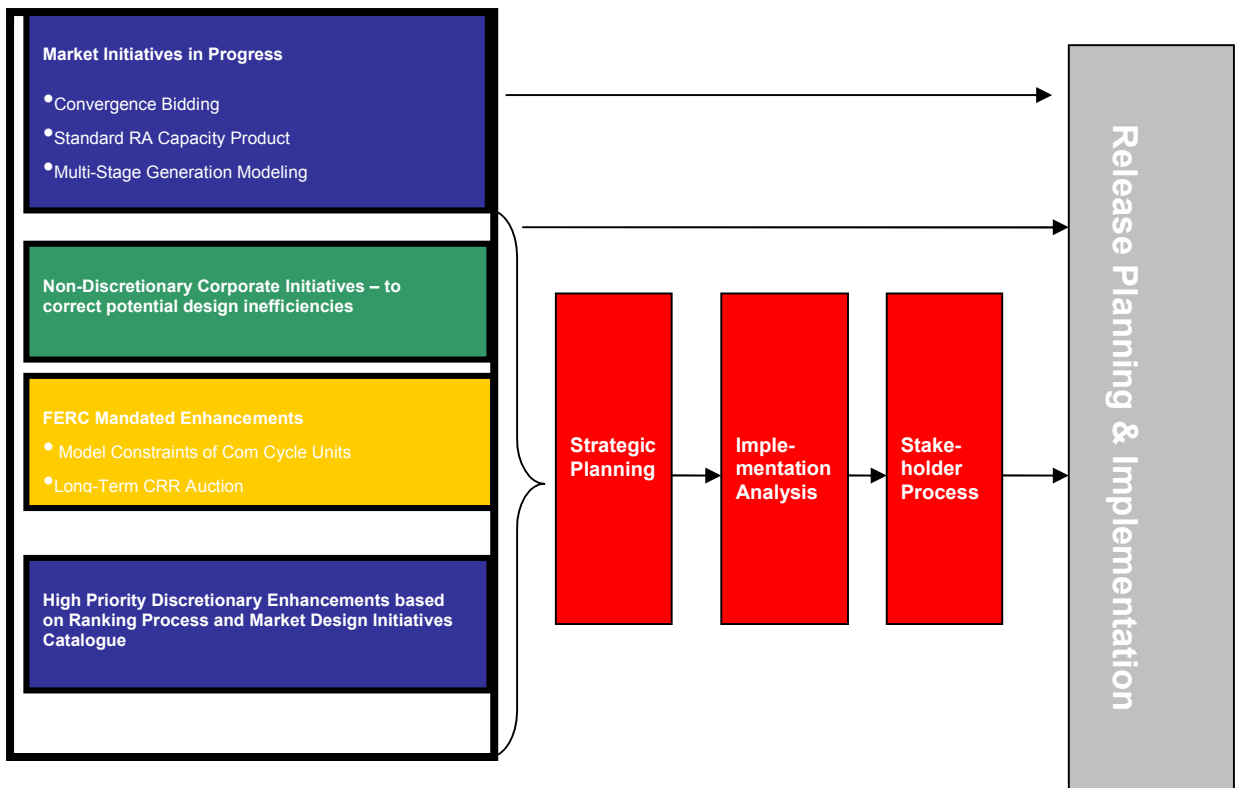 Market Initiatives in Progress
•Convergence Bidding
•Standard RA Capacity Product
•Multi-Stage Generation Modeling
Non-Discretionary Corporate Initiatives – to
correct potential design inefficiencies
FERC Mandated Enhancements
• Model Constraints of Com Cycle Units
•Long-Term CRR Auction
High Priority Discretionary Enhancements based
on Ranking Process and Market Design Initiatives
Catalogue
Strategic
Planning
Imple-
mentation
Analysis
Stake-
holder
Process
Release Planning & Implementation